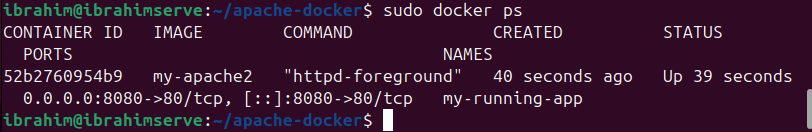 ibrahim@ibrahimserve:~/apache-docker$ sudo docker ps
CONTAINER ID   IMAGE        COMMAND              CREATED          STATUS
  PORTS                                     NAMES
52b2760954b9   my-apache2   "httpd-foreground"   40 seconds ago   Up 39 seconds
  0.0.0.0:8080->80/tcp, [::]:8080->80/tcp   my-running-app
ibrahim@ibrahimserve:~/apache-docker$